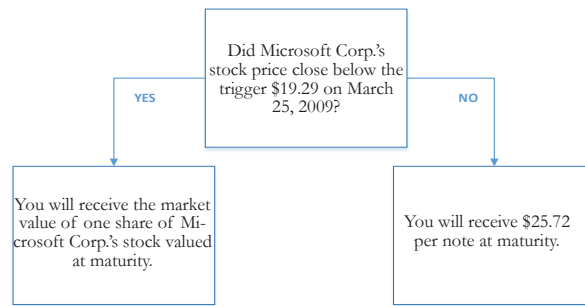 Did Microsoft Corp.'s
stock price close below the
trigger $19.29 on March
25, 2009?
YES
NO
You will receive the market
value of one share of Mi-
crosoft Corp.'s stock valued
at maturity.
You will receive $25.72
per note at maturity.